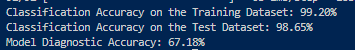 Classification Accuracy on the Training Dataset: 99.20%
Classification Accuracy on the Test Dataset: 98.65%
Model Diagnostic Accuracy: 67.18%